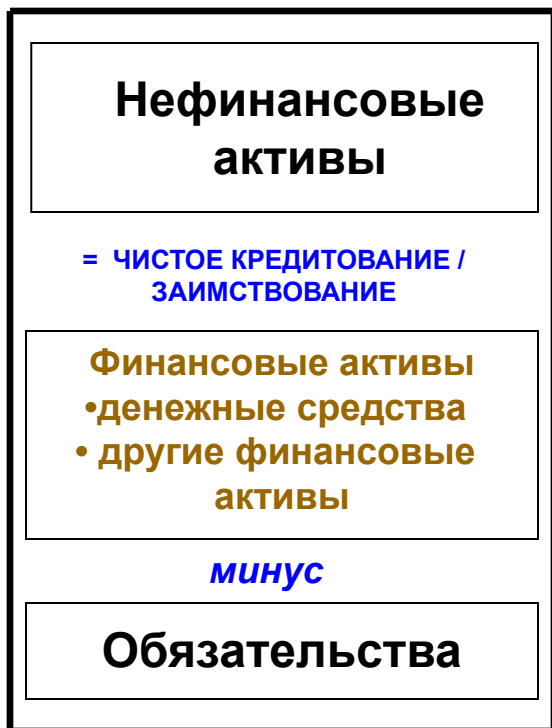 Нефинансовые
активы
= ЧИСТОЕ КРЕДИТОВАНИЕ /
ЗАИМСТВОВАНИЕ
Финансовые активы
•денежные средства
• другие финансовые
активы
минус
Обязательства